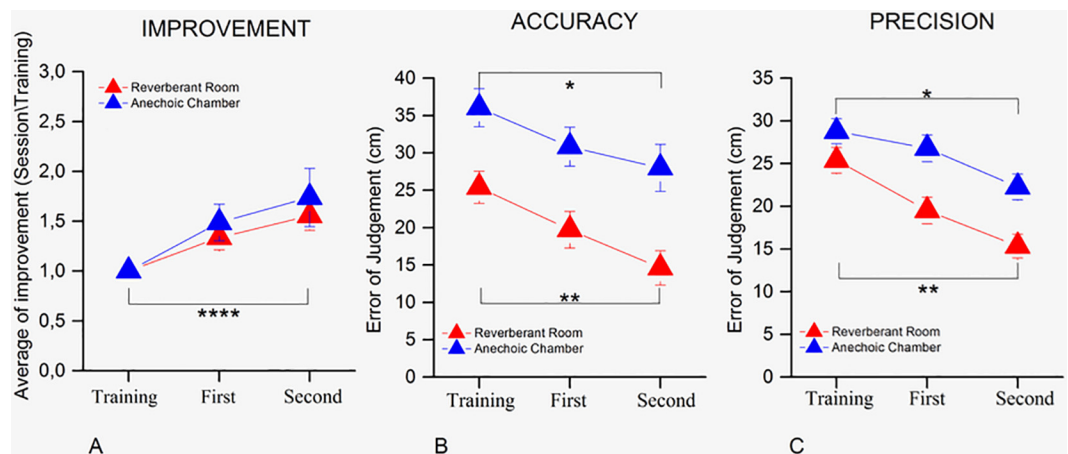 IMPROVEMENT
Average of improvement (Session\Training)
3,0
2,5
2,0
1,5
1,0
0,5
0,0
Reverberant Room
Anechoic Chamber
****
Training First Second
A
ACCURACY
Error of Judgement (cm)
40
35
30
25
20
15
10
5
0
*
**
Reverberant Room
Anechoic Chamber
Training First Second
B
PRECISION
Error of Judgement (cm)
35
30
25
20
15
10
5
0
*
**
Reverberant Room
Anechoic Chamber
Training First Second
C